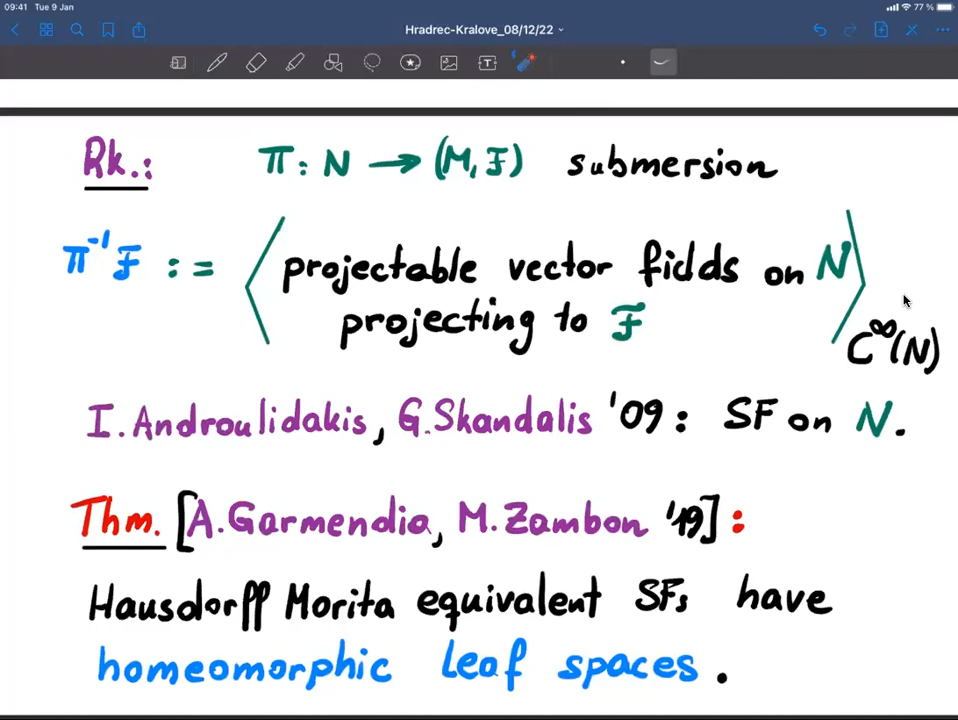 09:41 Tue 9 Jan
77 %
Hradrec-Kralove_08/12/22
Rk.: π: N → (M, F) submersion
π⁻¹F := ⟨ projectable vector fields on N
projecting to F ⟩ C^∞(N)
I. Androulidakis, G. Skandalis '09: SF on N.
Thm. [A. Garmendia, M. Zambon '19]:
Hausdorff Morita equivalent SFs have
homeomorphic leaf spaces.